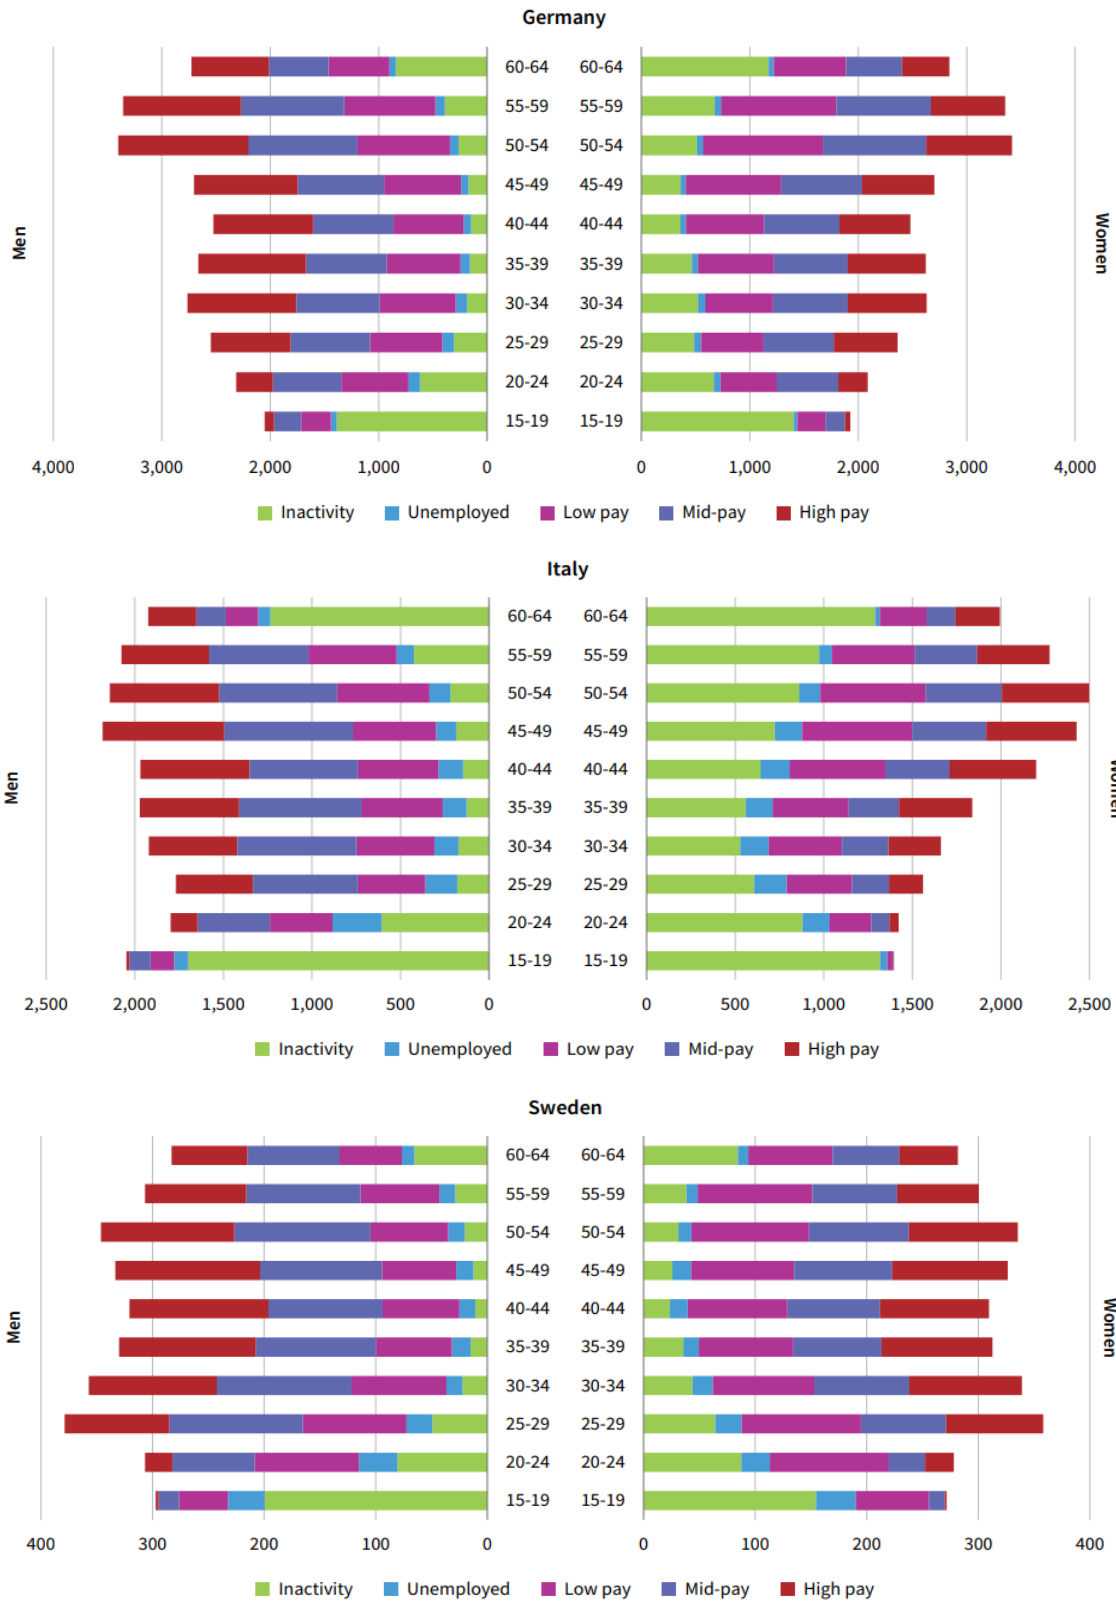 Germany
60-64 60-64
55-59 55-59
50-54 50-54
45-49 45-49
40-44 40-44
35-39 35-39
30-34 30-34
25-29 25-29
20-24 20-24
15-19 15-19
Men
Women
4,000 3,000 2,000 1,000 0 0 1,000 2,000 3,000 4,000
Inactivity Unemployed Low pay Mid-pay High pay
Italy
60-64 60-64
55-59 55-59
50-54 50-54
45-49 45-49
40-44 40-44
35-39 35-39
30-34 30-34
25-29 25-29
20-24 20-24
15-19 15-19
Men
Women
2,500 2,000 1,500 1,000 500 0 0 500 1,000 1,500 2,000 2,500
Inactivity Unemployed Low pay Mid-pay High pay
Sweden
60-64 60-64
55-59 55-59
50-54 50-54
45-49 45-49
40-44 40-44
35-39 35-39
30-34 30-34
25-29 25-29
20-24 20-24
15-19 15-19
Men
Women
400 300 200 100 0 0 100 200 300 400
Inactivity Unemployed Low pay Mid-pay High pay